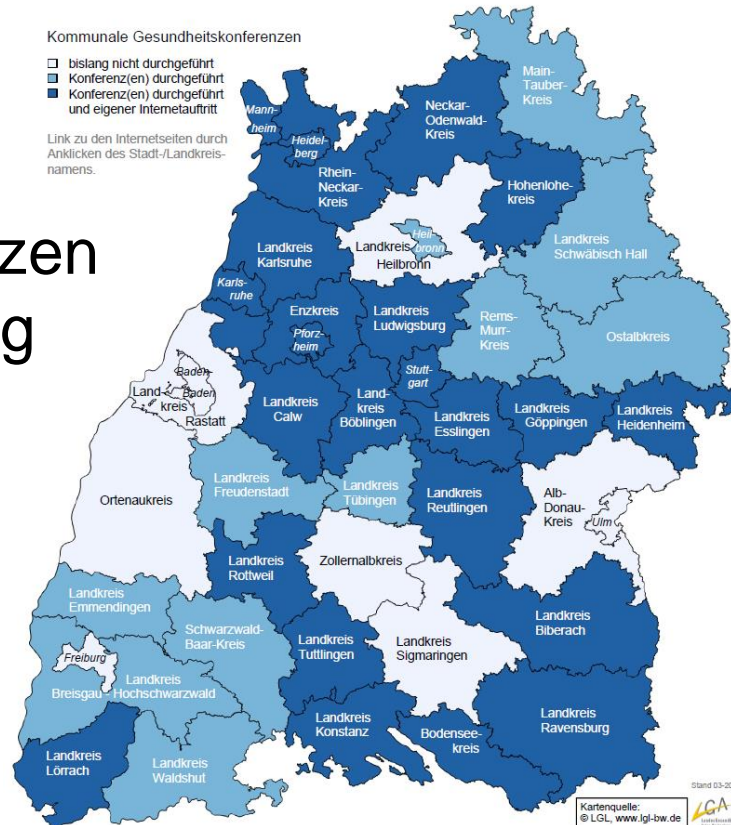 Kommunale Gesundheitskonferenzen
bislang nicht durchgeführt
Konferenz(en) durchgeführt
Konferenz(en) durchgeführt
und eigener Internetauftritt
Link zu den Internetseiten durch
Anklicken des Stadt-/Landkreis-
namens.
zen
g
Main-
Tauber-
Kreis
Neckar-
Odenwald-
Kreis
Mann-
heim
Heidel-
berg
Rhein-
Neckar-
Kreis
Hohenlohe-
kreis
Heil-
bronn
Landkreis
Heilbronn
Landkreis
Schwäbisch Hall
Landkreis
Karlsruhe
Karls-
ruhe
Enzkreis
Pforz-
heim
Landkreis
Ludwigsburg
Rems-
Murr-
Kreis
Ostalbkreis
Baden-
Baden
Land-
kreis
Rastatt
Landkreis
Calw
Land-
kreis
Böblingen
Stutt-
gart
Landkreis
Esslingen
Landkreis
Göppingen
Landkreis
Heidenheim
Ortenaukreis
Landkreis
Freudenstadt
Landkreis
Tübingen
Landkreis
Reutlingen
Alb-
Donau-
Kreis
Ulm
Landkreis
Rottweil
Zollernalbkreis
Landkreis
Emmendingen
Schwarzwald-
Baar-Kreis
Landkreis
Tuttlingen
Landkreis
Sigmaringen
Landkreis
Biberach
Freiburg
Landkreis
Breisgau - Hochschwarzwald
Landkreis
Konstanz
Bodensee-
kreis
Landkreis
Ravensburg
Landkreis
Lörrach
Landkreis
Waldshut
Stand 03-20
Kartenquelle:
© LGL, www.lgl-bw.de
LGA